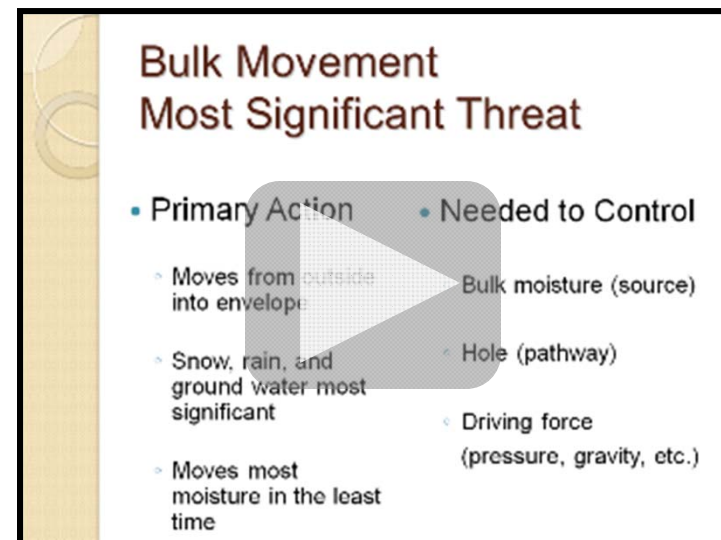 Bulk Movement
Most Significant Threat
• Primary Action
◦ Moves from outside
into envelope
◦ Snow, rain, and
ground water most
significant
◦ Moves most
moisture in the least
time
• Needed to Control
Bulk moisture (source)
◦ Hole (pathway)
◦ Driving force
(pressure, gravity, etc.)